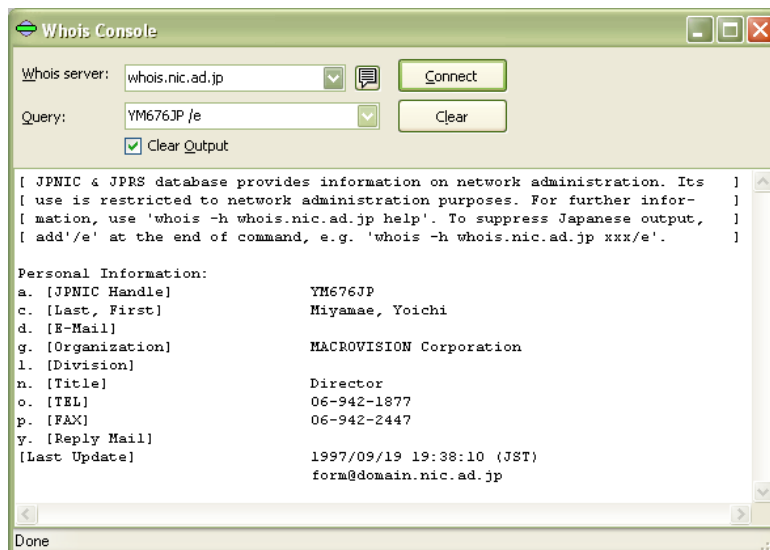 Whois Console
Whois server: whois.nic.ad.jp Connect
Query: YM676JP /e Clear
Clear Output
[ JPNIC & JPRS database provides information on network administration. Its ]
[ use is restricted to network administration purposes. For further infor- ]
[ mation, use 'whois -h whois.nic.ad.jp help'. To suppress Japanese output, ]
[ add'/e' at the end of command, e.g. 'whois -h whois.nic.ad.jp xxx/e'. ]
Personal Information:
a. [JPNIC Handle] YM676JP
c. [Last, First] Miyamae, Yoichi
d. [E-Mail]
g. [Organization] MACROVISION Corporation
l. [Division]
n. [Title] Director
o. [TEL] 06-942-1877
p. [FAX] 06-942-2447
y. [Reply Mail]
[Last Update] 1997/09/19 19:38:10 (JST)
form@domain.nic.ad.jp
Done